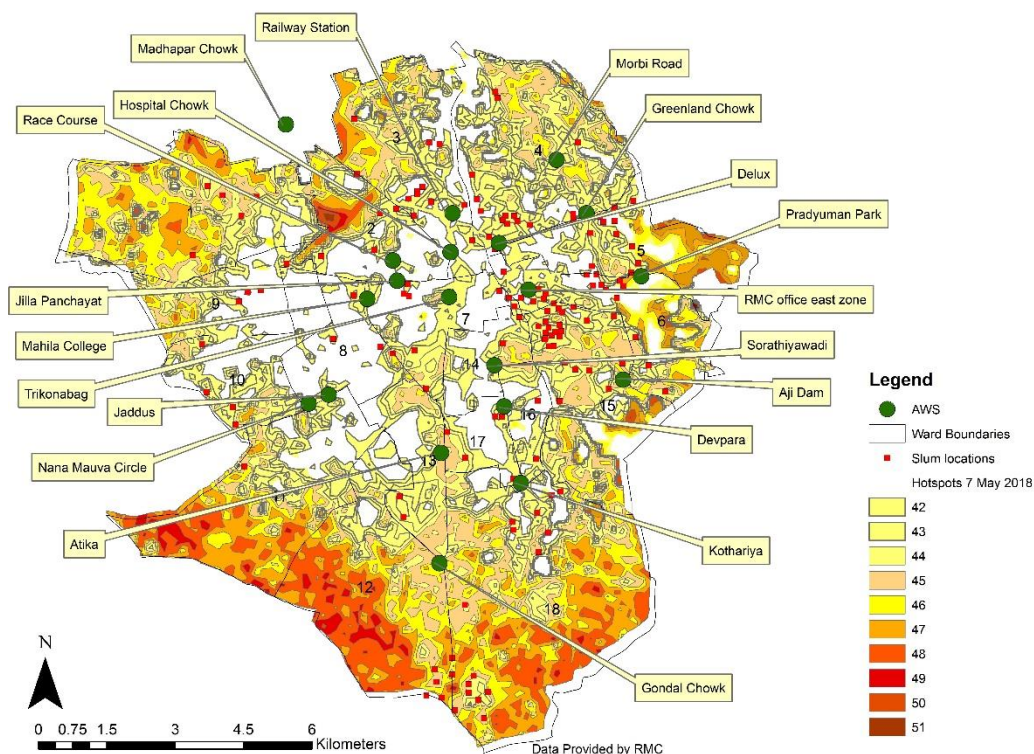 Railway Station
Madhapar Chowk
Morbi Road
Hospital Chowk
Greenland Chowk
Race Course
Delux
Pradyuman Park
Jilla Panchayat
RMC office east zone
Mahila College
Sorathiyawadi
Trikonabag
Aji Dam
Jaddus
Devpara
Nana Mauva Circle
Atika
Kothariya
Gondal Chowk
1
2
3
4
5
6
7
8
9
10
11
12
13
14
15
16
17
18
Legend
AWS
Ward Boundaries
Slum locations
Hotspots 7 May 2018
42
43
44
45
46
47
48
49
50
51
N
0 0.75 1.5 3 4.5 6
Kilometers
Data Provided by RMC